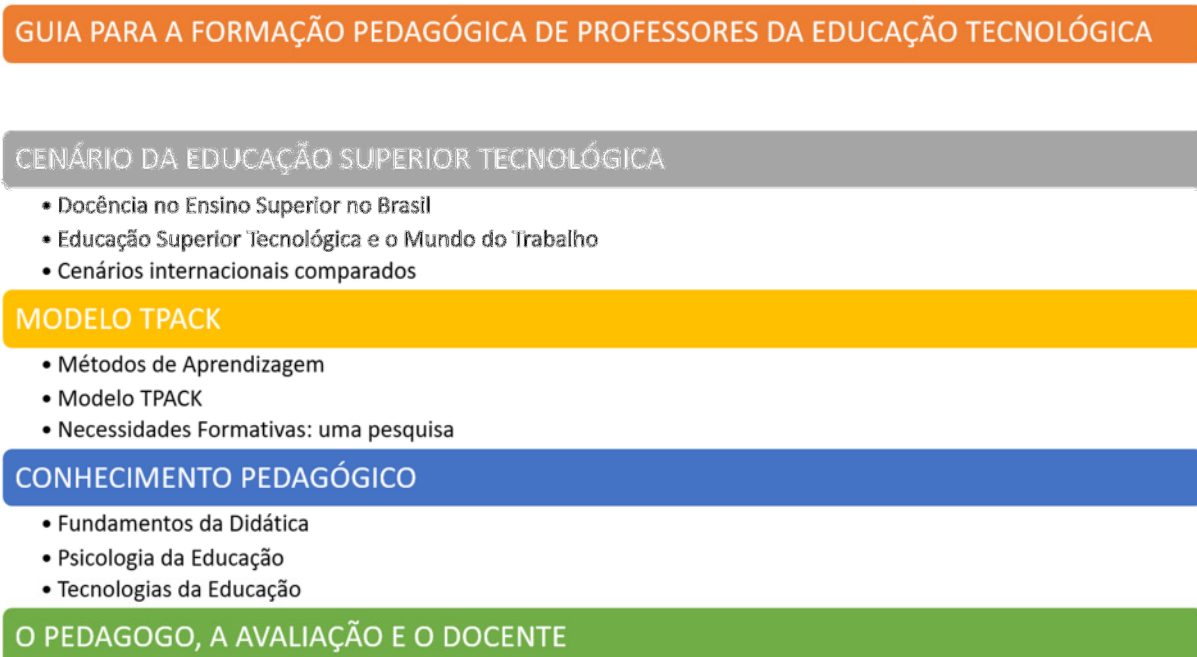 GUIA PARA A FORMAÇÃO PEDAGÓGICA DE PROFESSORES DA EDUCAÇÃO TECNOLÓGICA
CENÁRIO DA EDUCAÇÃO SUPERIOR TECNOLÓGICA
• Docência no Ensino Superior no Brasil
• Educação Superior Tecnológica e o Mundo do Trabalho
• Cenários internacionais comparados
MODELO TPACK
• Métodos de Aprendizagem
• Modelo TPACK
• Necessidades Formativas: uma pesquisa
CONHECIMENTO PEDAGÓGICO
• Fundamentos da Didática
• Psicologia da Educação
• Tecnologias da Educação
O PEDAGOGO, A AVALIAÇÃO E O DOCENTE